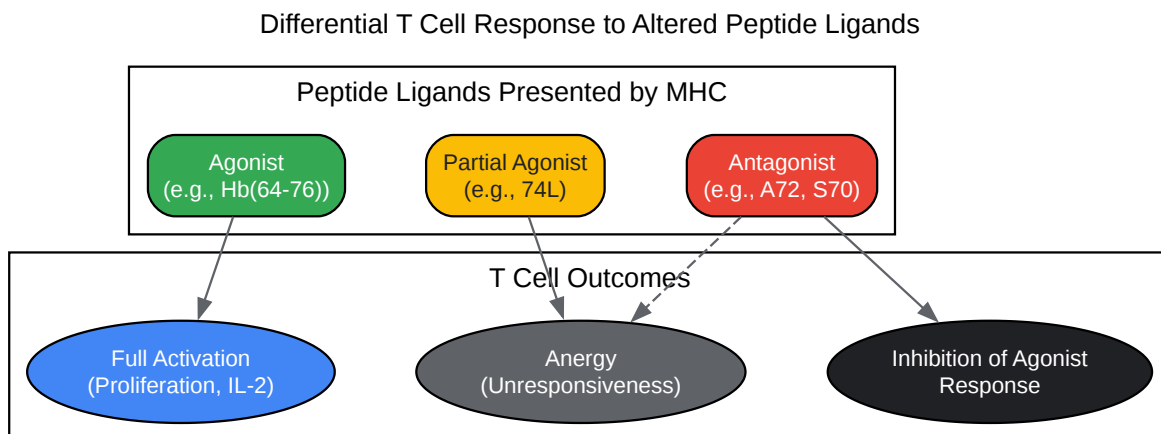 Differential T Cell Response to Altered Peptide Ligands
Peptide Ligands Presented by MHC
Agonist
(e.g., Hb(64-76))
Partial Agonist
(e.g., 74L)
Antagonist
(e.g., A72, S70)
T Cell Outcomes
Full Activation
(Proliferation, IL-2)
Anergy
(Unresponsiveness)
Inhibition of Agonist
Response